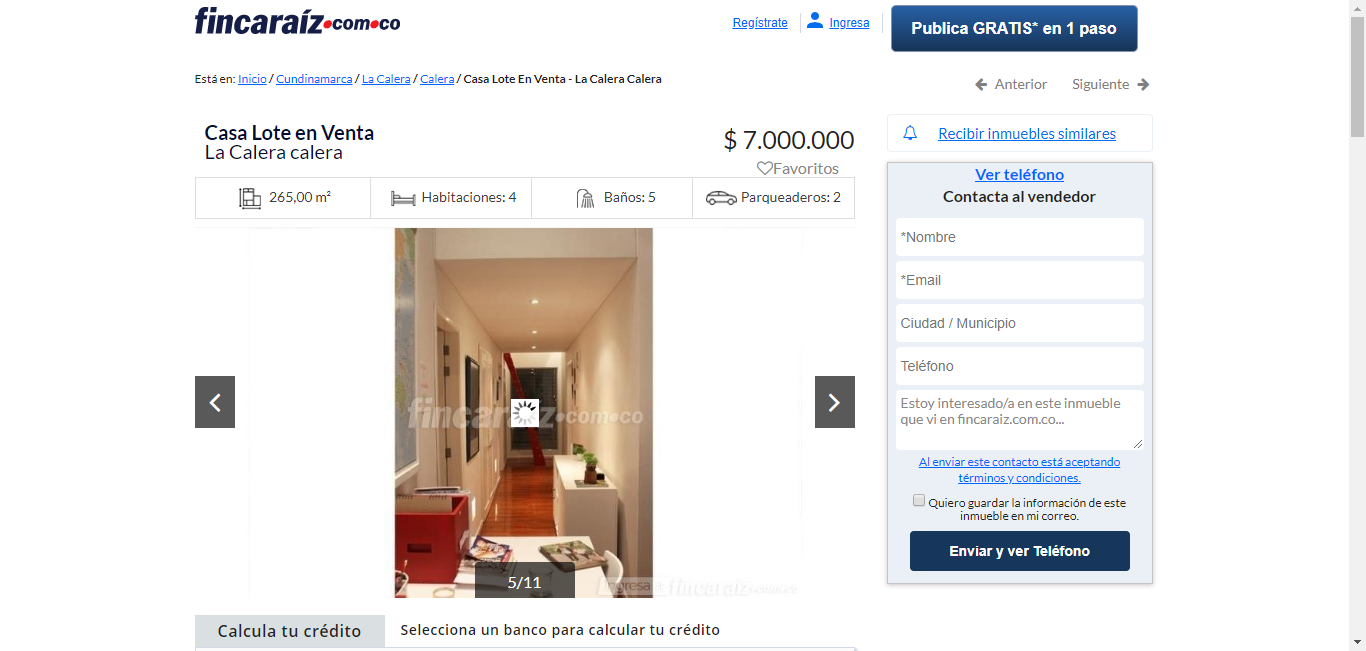 fincaraíz.com.co
Regístrate
Ingresa
Publica GRATIS* en 1 paso
Está en: Inicio / Cundinamarca / La Calera / Calera / Casa Lote En Venta - La Calera Calera
Anterior
Siguiente
Casa Lote en Venta
La Calera calera
$ 7.000.000
Favoritos
265,00 m²
Habitaciones: 4
Baños: 5
Parqueaderos: 2
fincaraíz.com.co
5/11
Ingresa a: fincaraíz.com.co
Recibir inmuebles similares
Ver teléfono
Contacta al vendedor
*Nombre
*Email
Ciudad / Municipio
Teléfono
Estoy interesado/a en este inmueble
que vi en fincaraiz.com.co...
Al enviar este contacto está aceptando
términos y condiciones.
Quiero guardar la información de este
inmueble en mi correo.
Enviar y ver Teléfono
Calcula tu crédito
Selecciona un banco para calcular tu crédito